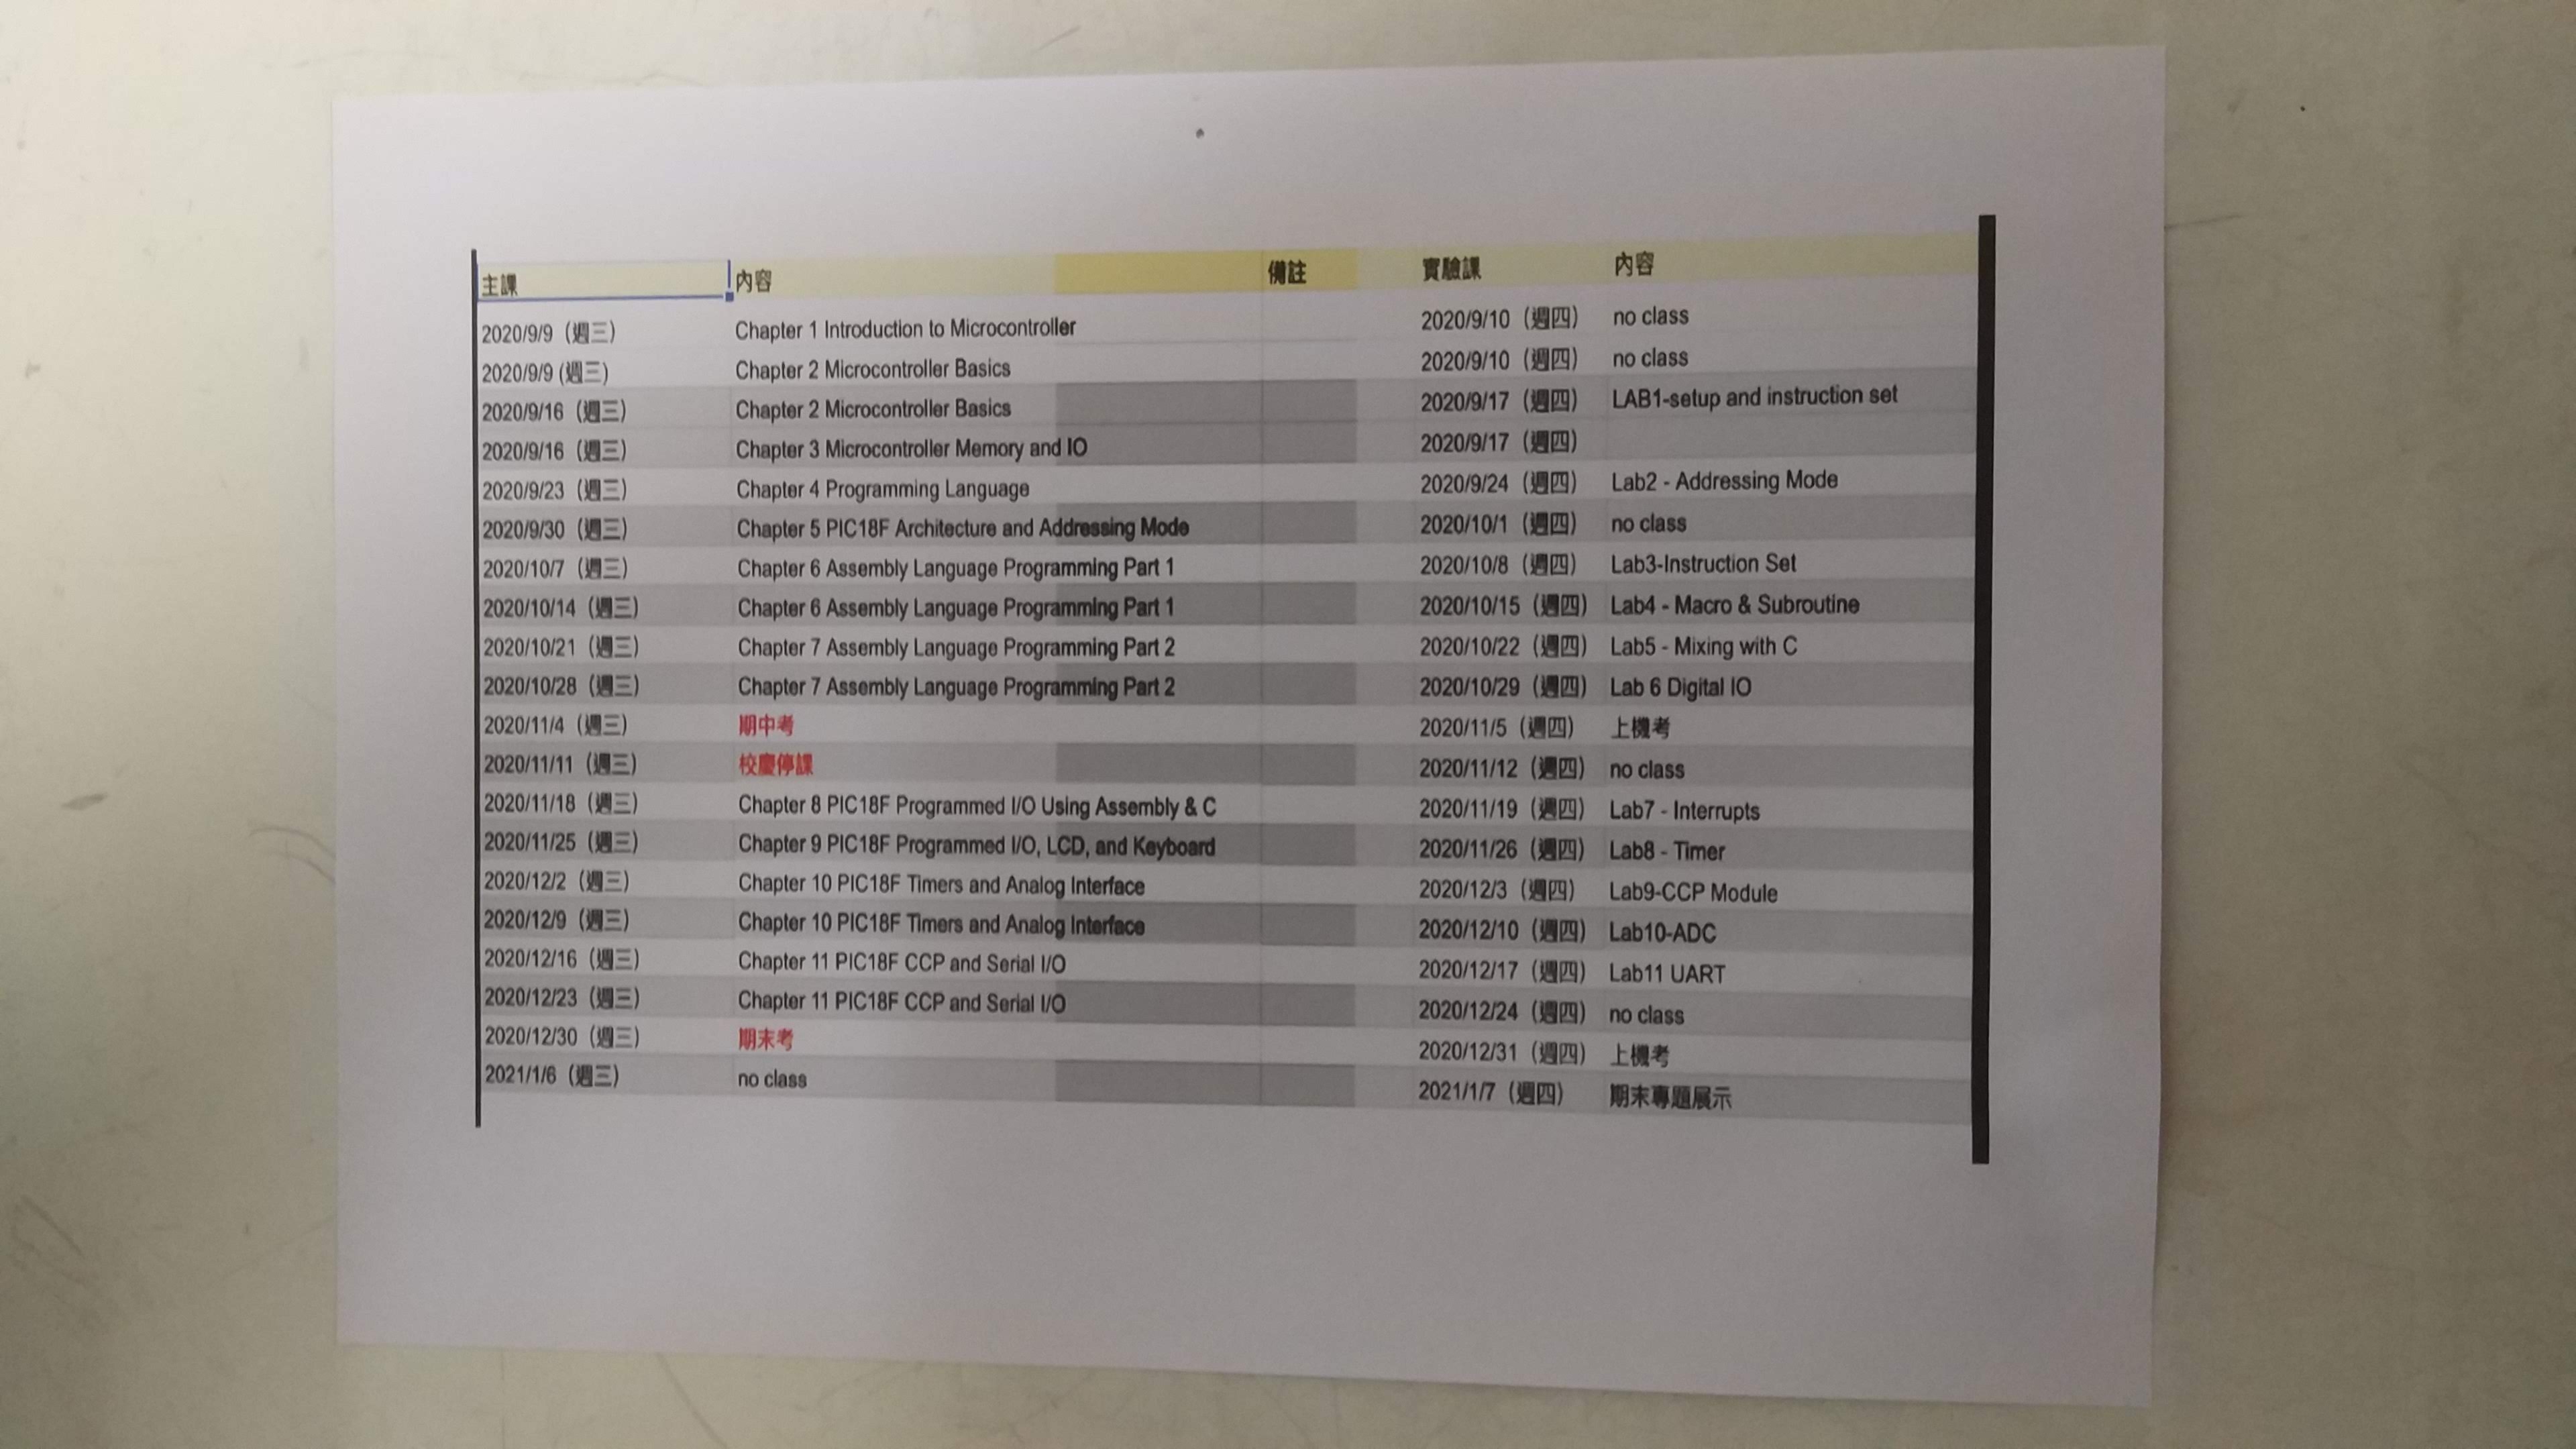 主課 內容 備註 實驗課 內容
2020/9/9（週三） Chapter 1 Introduction to Microcontroller 2020/9/10（週四） no class
2020/9/9 (週三) Chapter 2 Microcontroller Basics 2020/9/10（週四） no class
2020/9/16（週三） Chapter 2 Microcontroller Basics 2020/9/17（週四） LAB1-setup and instruction set
2020/9/16（週三） Chapter 3 Microcontroller Memory and IO 2020/9/17（週四）
2020/9/23（週三） Chapter 4 Programming Language 2020/9/24（週四） Lab2 - Addressing Mode
2020/9/30（週三） Chapter 5 PIC18F Architecture and Addressing Mode 2020/10/1（週四） no class
2020/10/7（週三） Chapter 6 Assembly Language Programming Part 1 2020/10/8（週四） Lab3-Instruction Set
2020/10/14（週三） Chapter 6 Assembly Language Programming Part 1 2020/10/15（週四） Lab4 - Macro & Subroutine
2020/10/21（週三） Chapter 7 Assembly Language Programming Part 2 2020/10/22（週四） Lab5 - Mixing with C
2020/10/28（週三） Chapter 7 Assembly Language Programming Part 2 2020/10/29（週四） Lab 6 Digital IO
2020/11/4（週三） 期中考 2020/11/5（週四） 上機考
2020/11/11（週三） 校慶停課 2020/11/12（週四） no class
2020/11/18（週三） Chapter 8 PIC18F Programmed I/O Using Assembly & C 2020/11/19（週四） Lab7 - Interrupts
2020/11/25（週三） Chapter 9 PIC18F Programmed I/O, LCD, and Keyboard 2020/11/26（週四） Lab8 - Timer
2020/12/2（週三） Chapter 10 PIC18F Timers and Analog Interface 2020/12/3（週四） Lab9-CCP Module
2020/12/9（週三） Chapter 10 PIC18F Timers and Analog Interface 2020/12/10（週四） Lab10-ADC
2020/12/16（週三） Chapter 11 PIC18F CCP and Serial I/O 2020/12/17（週四） Lab11 UART
2020/12/23（週三） Chapter 11 PIC18F CCP and Serial I/O 2020/12/24（週四） no class
2020/12/30（週三） 期末考 2020/12/31（週四） 上機考
2021/1/6（週三） no class 2021/1/7（週四） 期末專題展示